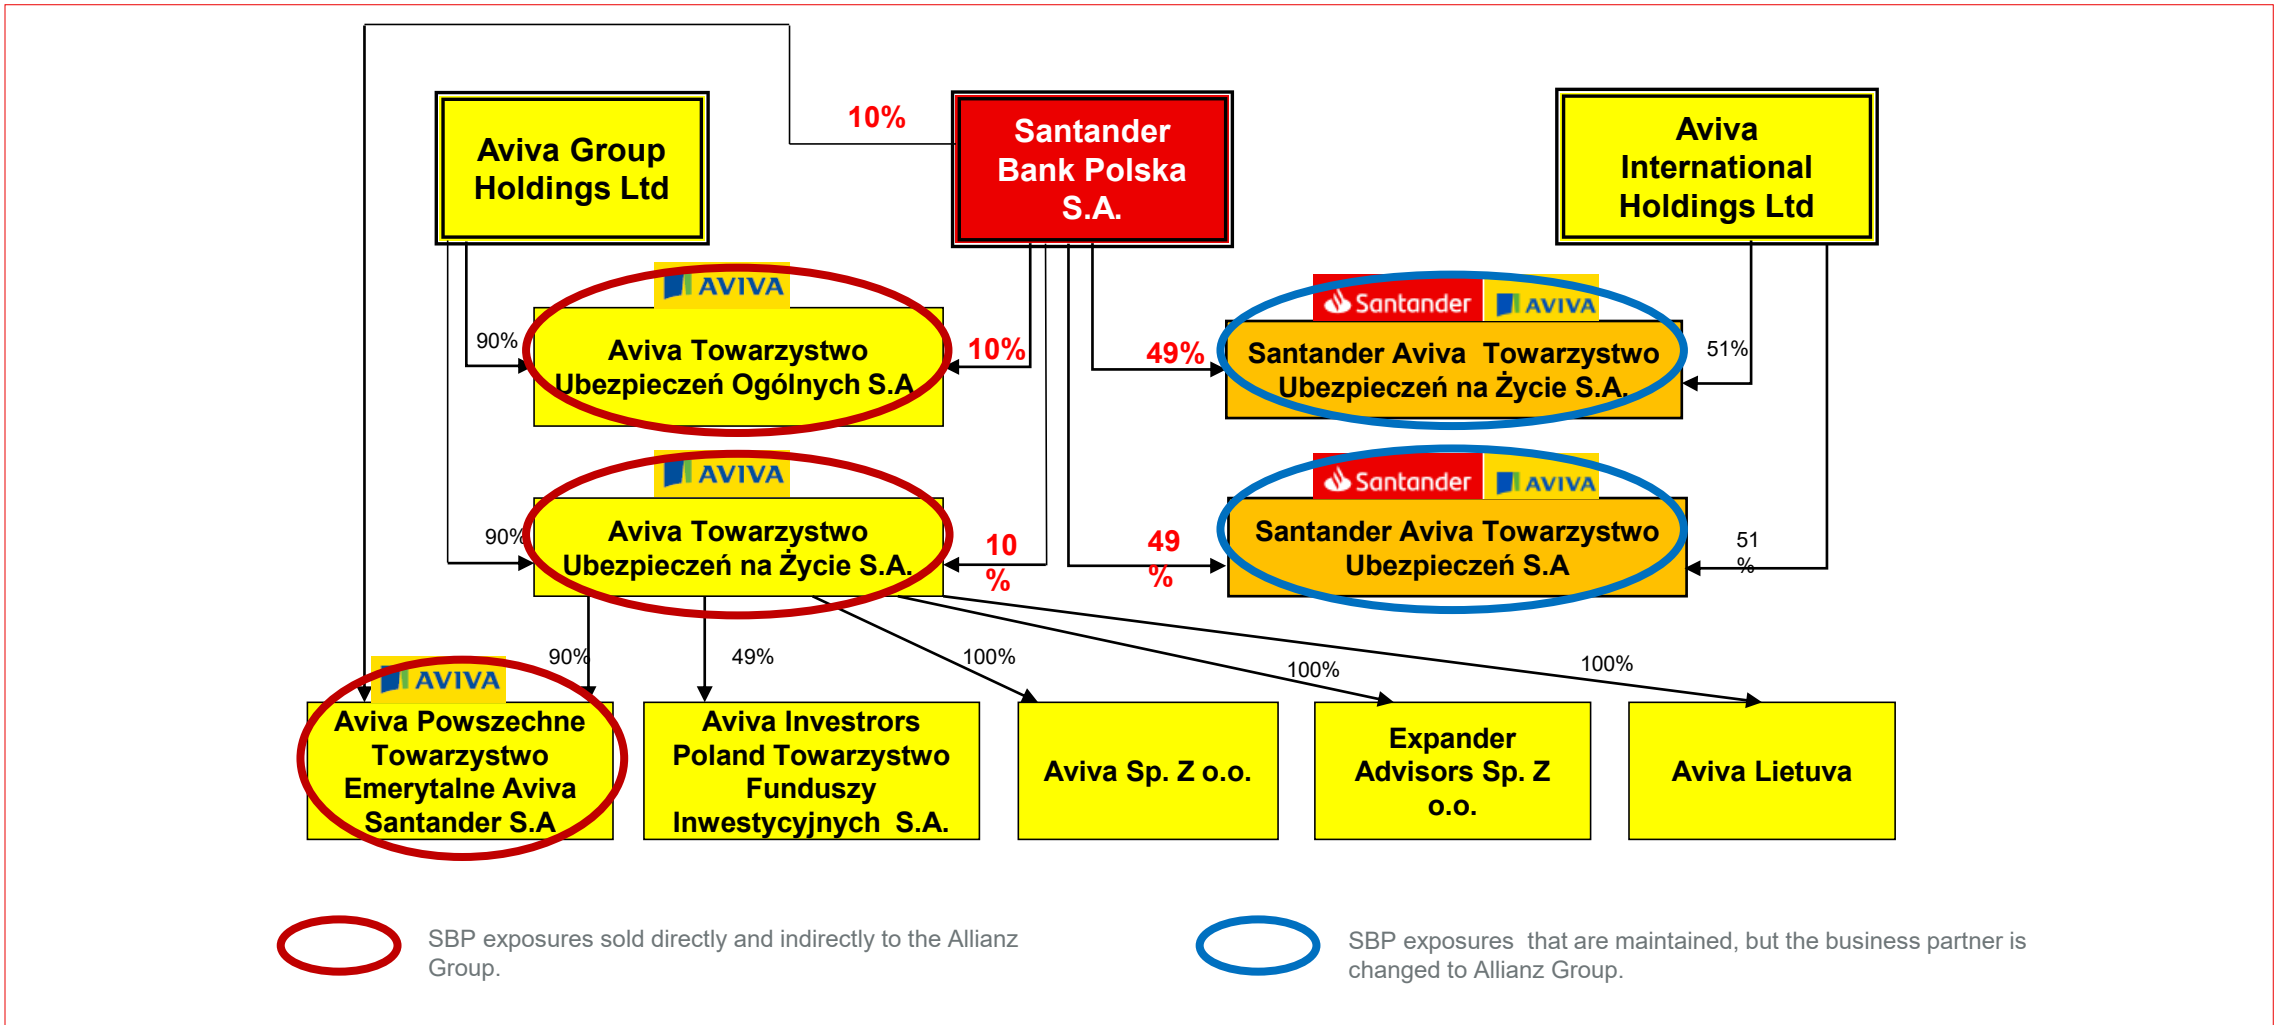 10%
Aviva Group
Holdings Ltd
Santander
Bank Polska
S.A.
Aviva
International
Holdings Ltd
AVIVA
Santander AVIVA
90%
Aviva Towarzystwo
Ubezpieczeń Ogólnych S.A
10%
49%
Santander Aviva Towarzystwo
Ubezpieczeń na Życie S.A.
51%
AVIVA
Santander AVIVA
90%
Aviva Towarzystwo
Ubezpieczeń na Życie S.A.
10
%
49
%
Santander Aviva Towarzystwo
Ubezpieczeń S.A
51
%
90%
49%
100%
100%
100%
AVIVA
Aviva Powszechne
Towarzystwo
Emerytalne Aviva
Santander S.A
Aviva Investrors
Poland Towarzystwo
Funduszy
Inwestycyjnych S.A.
Aviva Sp. Z o.o.
Expander
Advisors Sp. Z
o.o.
Aviva Lietuva
SBP exposures sold directly and indirectly to the Allianz
Group.
SBP exposures that are maintained, but the business partner is
changed to Allianz Group.